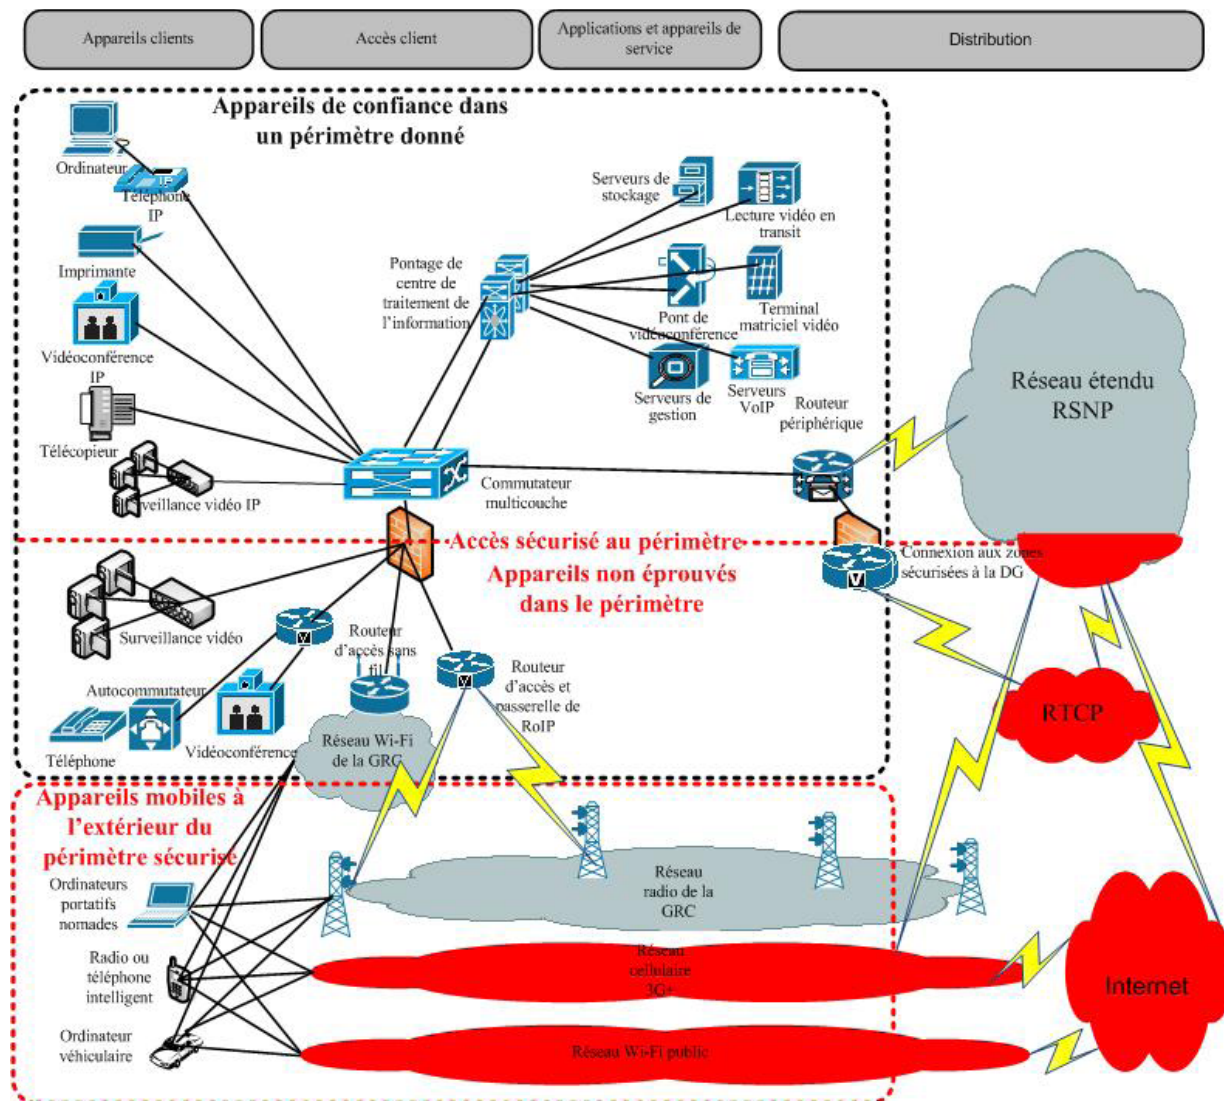 Appareils clients
Accès client
Applications et appareils de
service
Distribution
Appareils de confiance dans
un périmètre donné
Ordinateur
IP
Téléphone
IP
Imprimante
Vidéoconférence
IP
Télécopieur
veillance vidéo IP
Pontage de
centre de
traitement de
l'information
Serveurs de
stockage
Lecture vidéo en
transit
Pont de
vidéoconférence
Terminal
matriciel vidéo
Serveurs de
gestion
Serveurs
VoIP
Routeur
périphérique
Commutateur
multicouche
Réseau étendu
RSNP
Accès sécurisé au périmètre
Appareils non éprouvés
dans le périmètre
Connexion aux zones
sécurisées à la DG
V
Surveillance vidéo
V
Routeur
d'accès sans
fil
V
Routeur
d'accès et
passerelle de
RoIP
Autocommutateur
Téléphone
Vidéoconférence
Réseau Wi-Fi
de la GRC
RTCP
Appareils mobiles à
l'extérieur du
périmètre sécurisé
Ordinateurs
portatifs
nomades
Réseau
radio de la
GRC
Radio ou
téléphone
intelligent
Réseau
cellulaire
3G+
Internet
Ordinateur
véhiculaire
Réseau Wi-Fi public